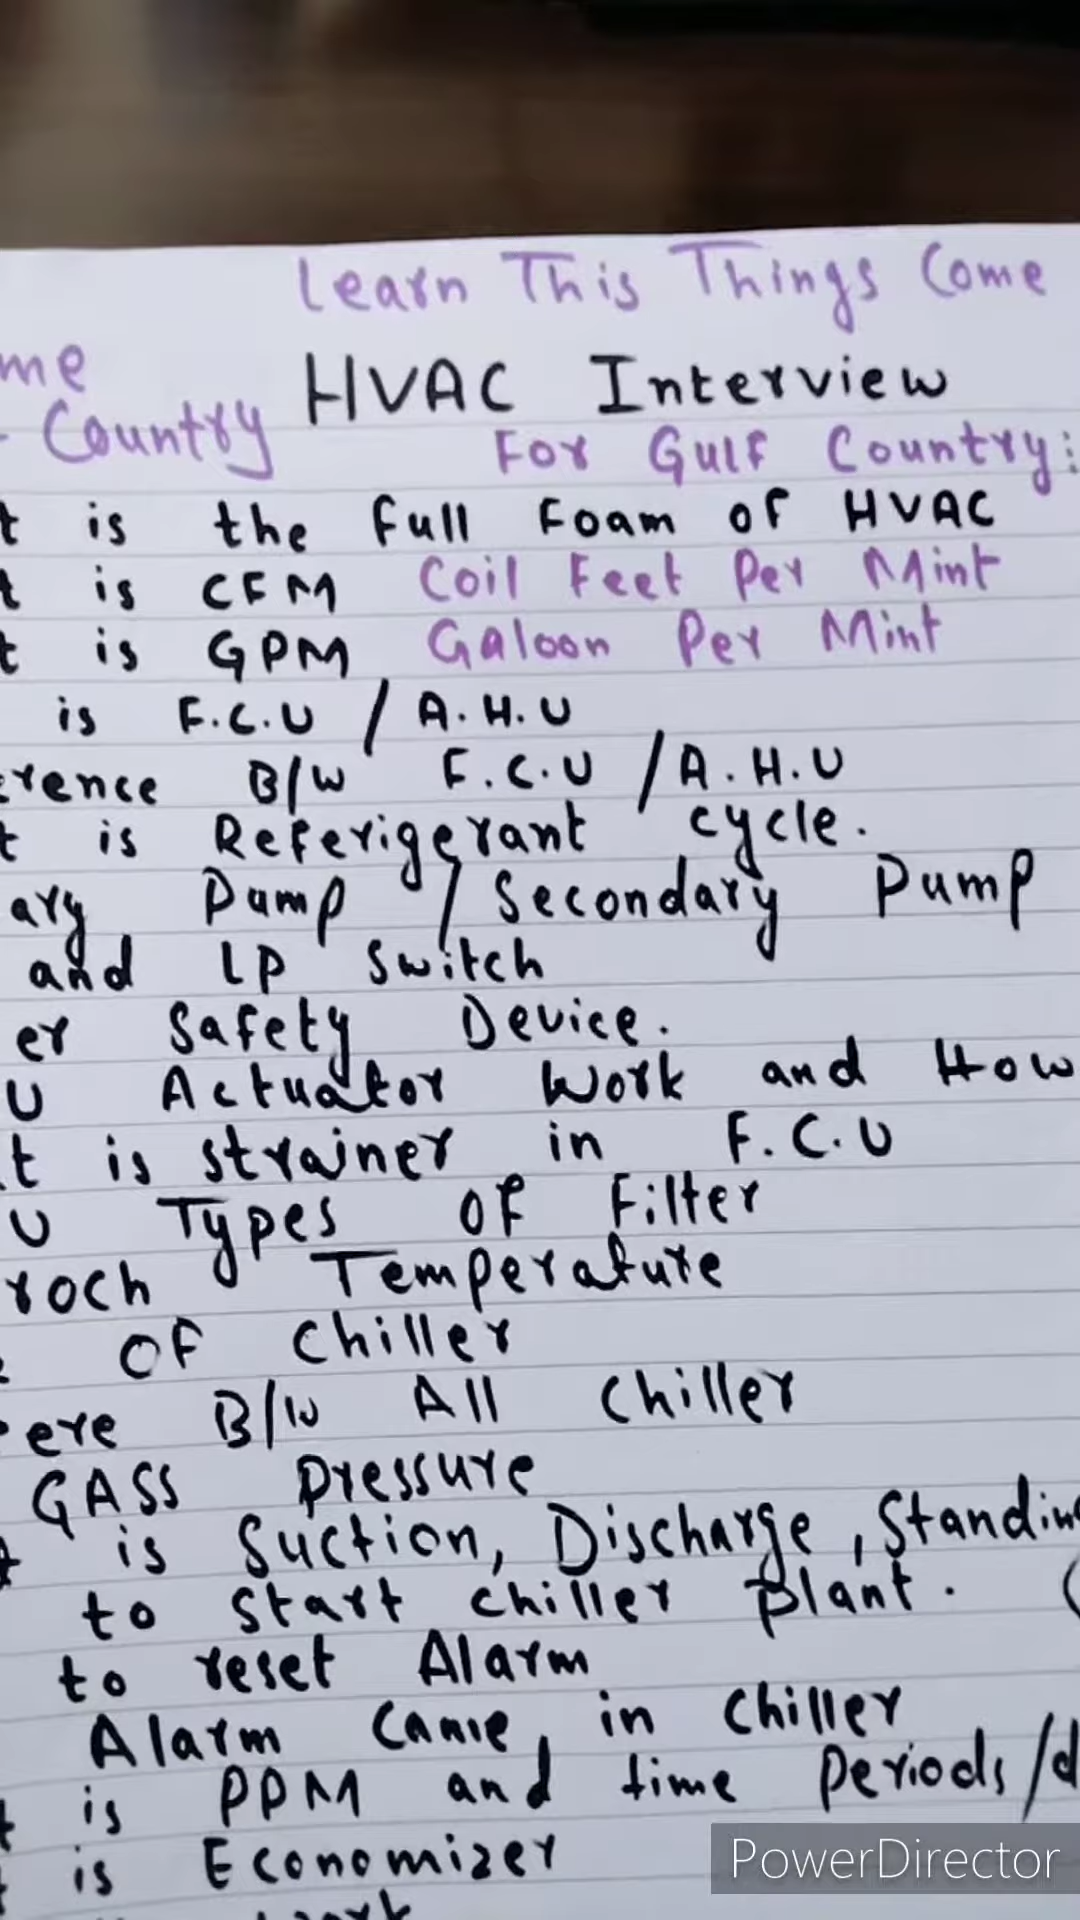 Learn This Things Come
me
Country
HVAC Interview
For Gulf Country:
t is the Full Foam of HVAC
t is CFM Coil Feet Per Mint
t is GPM Galoon Per Mint
is F.C.U / A.H.U
erence B/w F.C.U / A.H.U
t is Referigerant cycle.
ary Pump / Secondary Pump
and LP Switch
er Safety Device.
U Actuator Work and How
t is strainer in F.C.U
U Types of Filter
roch Temperature
OF Chiller
ere B/w All Chiller
GASS Pressure
is Suction, Discharge, Standin
to start chiller plant. (
to reset Alarm
Alarm Came in Chiller
t is PPM and time Periods/d
t is Economizer
PowerDirector